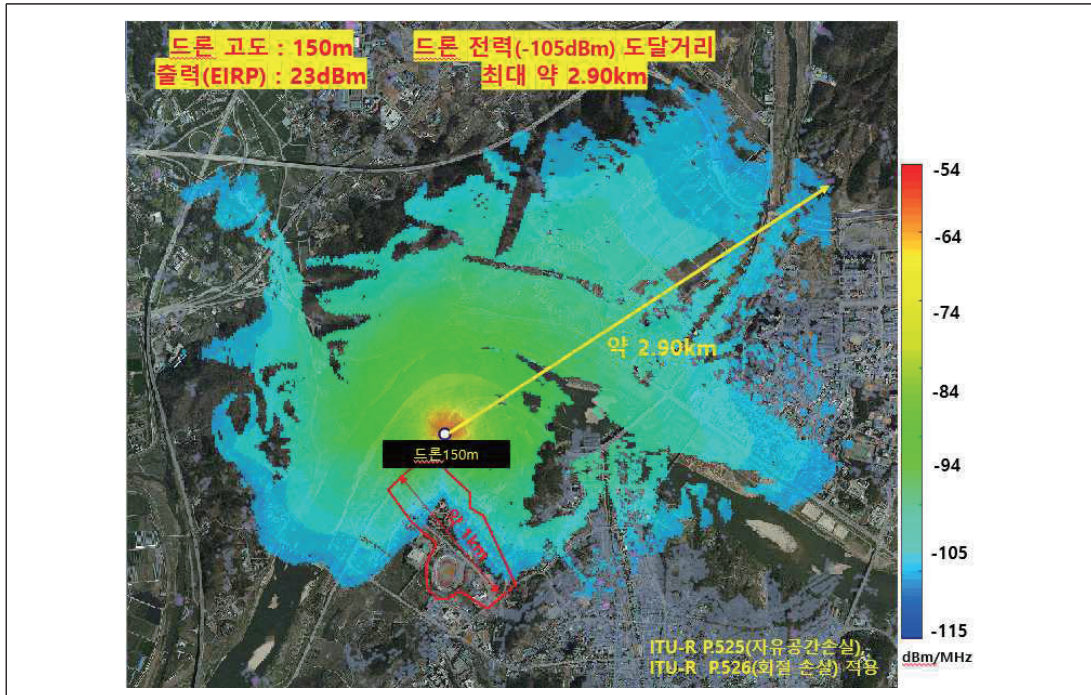 드론 고도 : 150m
출력(EIRP) : 23dBm
드론 전력(-105dBm) 도달거리
최대 약 2.90km
약 2.90km
드론150m
약 1km
-54
-64
-74
-84
-94
-105
-115
dBm/MHz
ITU-R P.525(자유공간손실),
ITU-R P.526(회절 손실) 적용